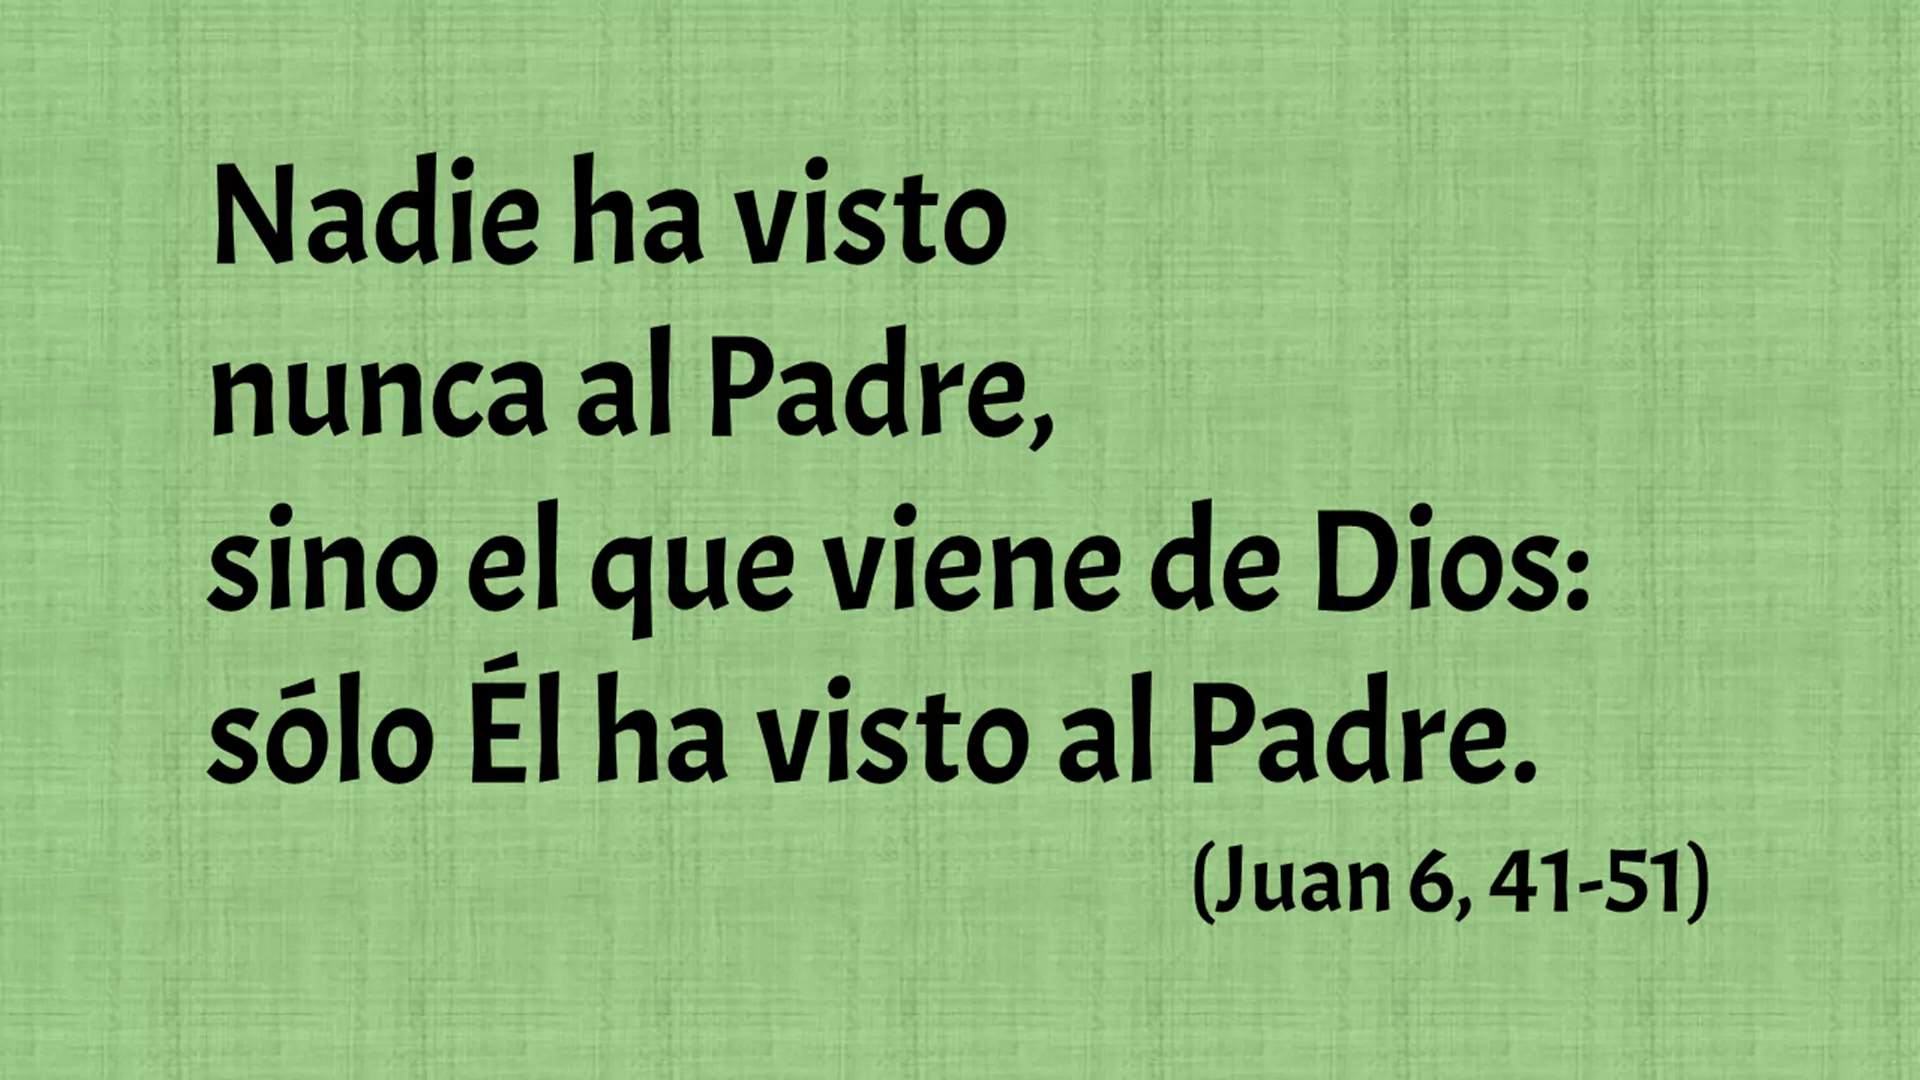 Nadie ha visto
nunca al Padre,
sino el que viene de Dios:
sólo Él ha visto al Padre.
(Juan 6, 41-51)